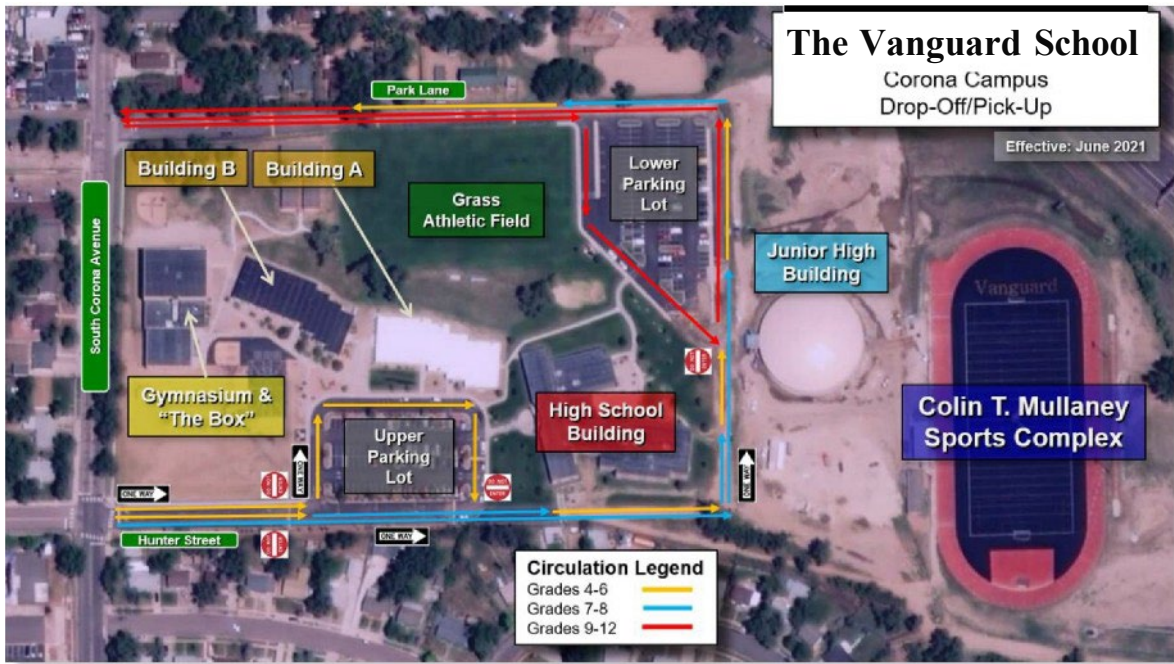 The Vanguard School
Corona Campus
Drop-Off/Pick-Up
Effective: June 2021
Park Lane
Building B
Building A
Grass
Athletic Field
Lower
Parking
Lot
Junior High
Building
Vanguard
South Corona Avenue
Gymnasium &
"The Box"
Upper
Parking
Lot
High School
Building
Colin T. Mullaney
Sports Complex
ONE WAY
ONE WAY
ONE WAY
ONE WAY
DO NOT
ENTER
Hunter Street
Circulation Legend
Grades 4-6
Grades 7-8
Grades 9-12